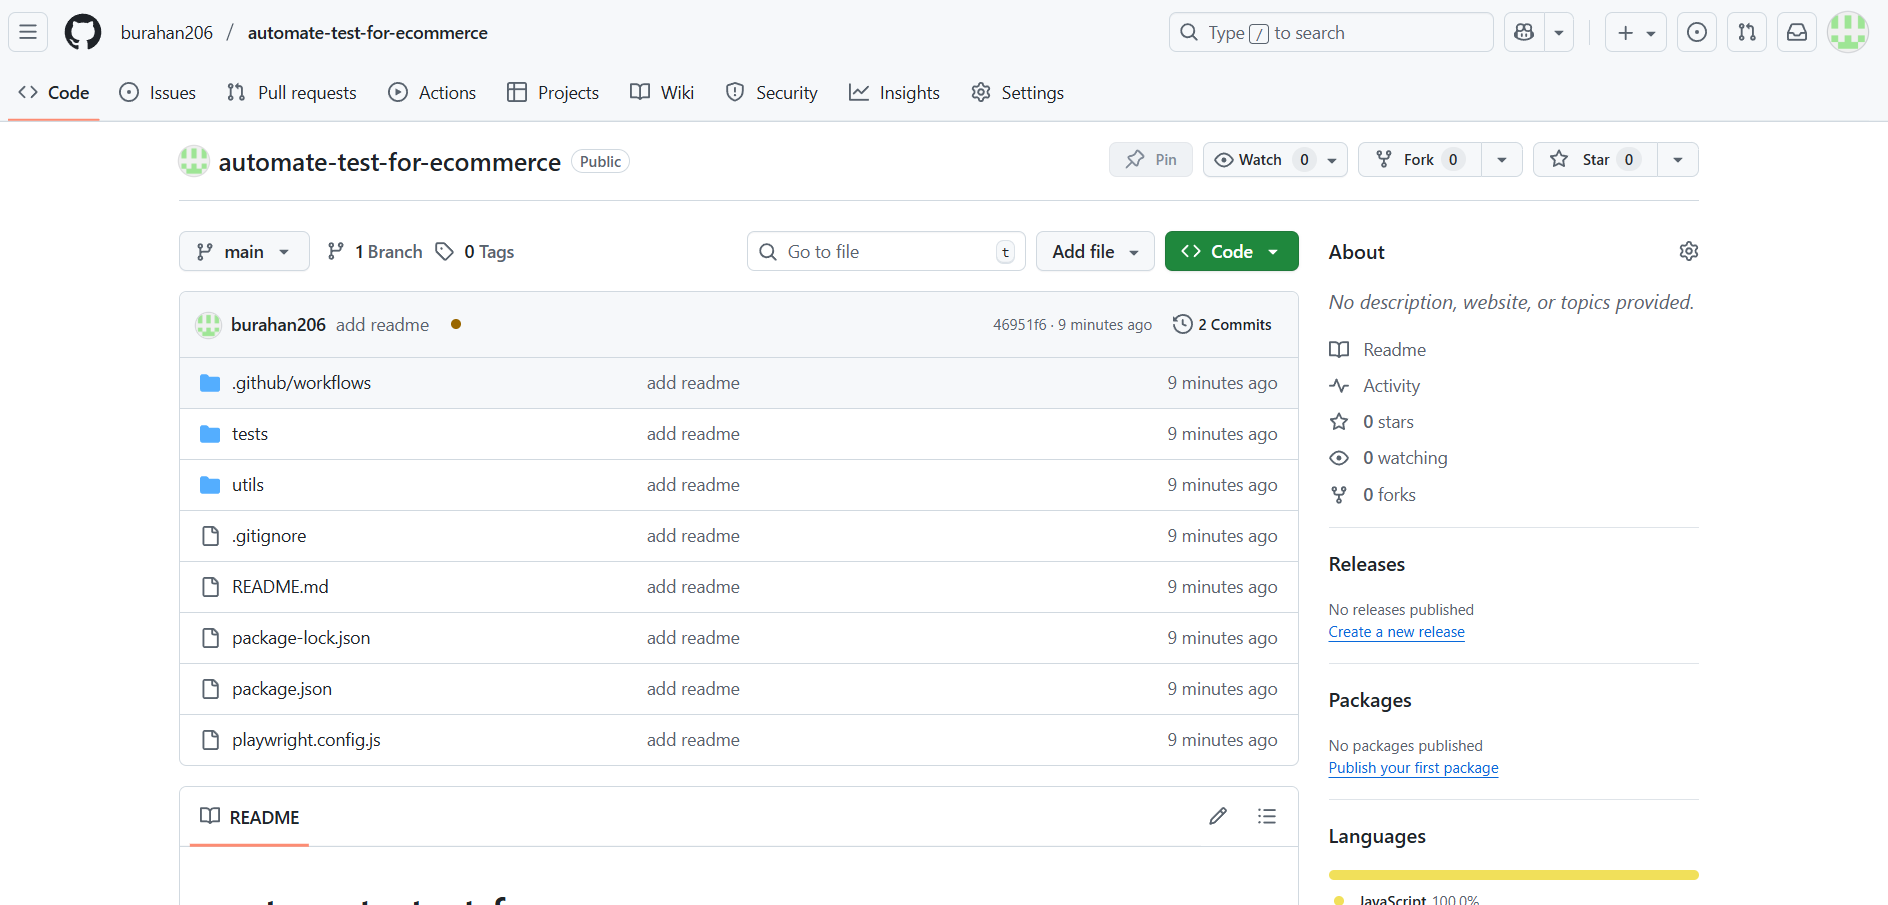 burahan206 / automate-test-for-ecommerce
Type / to search
Code Issues Pull requests Actions Projects Wiki Security Insights Settings
automate-test-for-ecommerce Public
Pin Watch 0 Fork 0 Star 0
main 1 Branch 0 Tags Go to file t Add file Code
burahan206 add readme 46951f6 · 9 minutes ago 2 Commits
.github/workflows add readme 9 minutes ago
tests add readme 9 minutes ago
utils add readme 9 minutes ago
.gitignore add readme 9 minutes ago
README.md add readme 9 minutes ago
package-lock.json add readme 9 minutes ago
package.json add readme 9 minutes ago
playwright.config.js add readme 9 minutes ago
README
About
No description, website, or topics provided.
Readme
Activity
0 stars
0 watching
0 forks
Releases
No releases published
Create a new release
Packages
No packages published
Publish your first package
Languages
JavaScript 100.0%